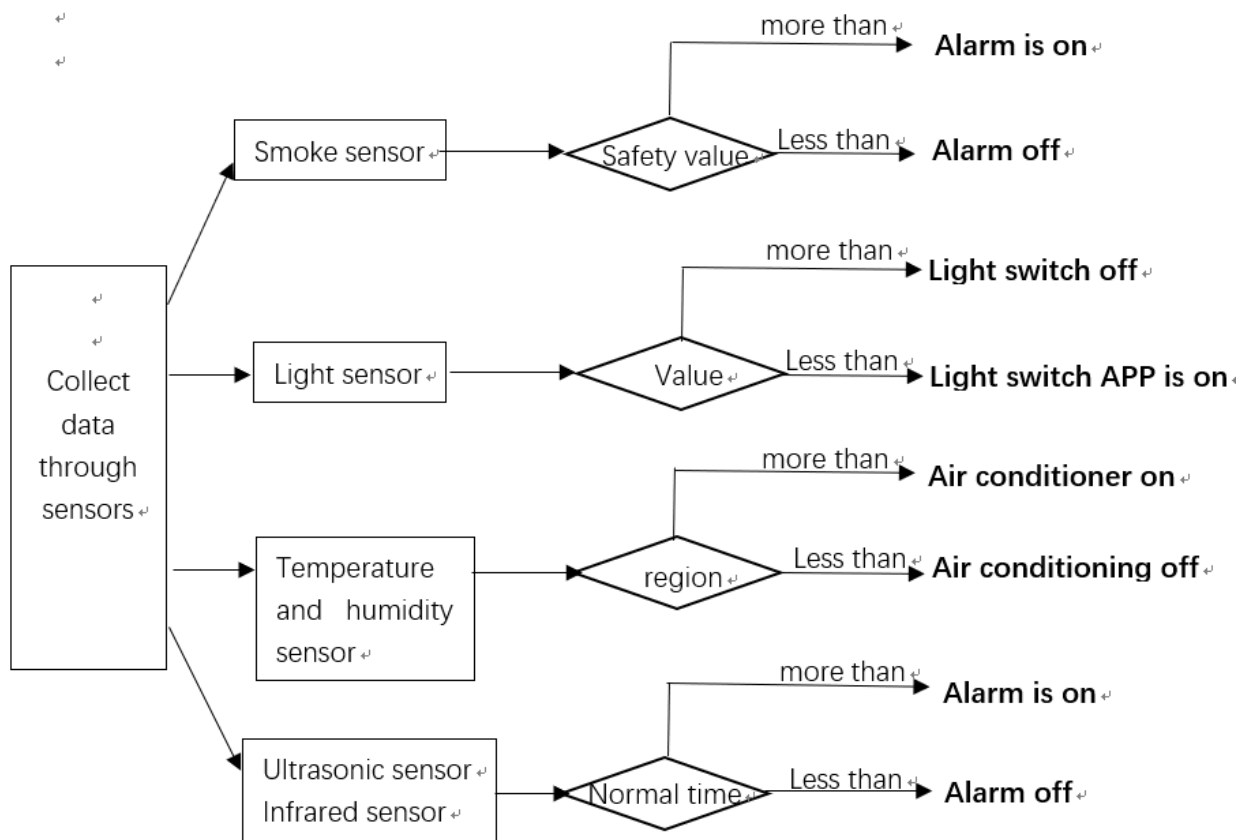 more than
Alarm is on
Smoke sensor
Safety value
Less than
Alarm off
more than
Light switch off
Collect
data
through
sensors
Light sensor
Value
Less than
Light switch APP is on
more than
Air conditioner on
Temperature
and humidity
sensor
region
Less than
Air conditioning off
more than
Alarm is on
Ultrasonic sensor
Infrared sensor
Normal time
Less than
Alarm off